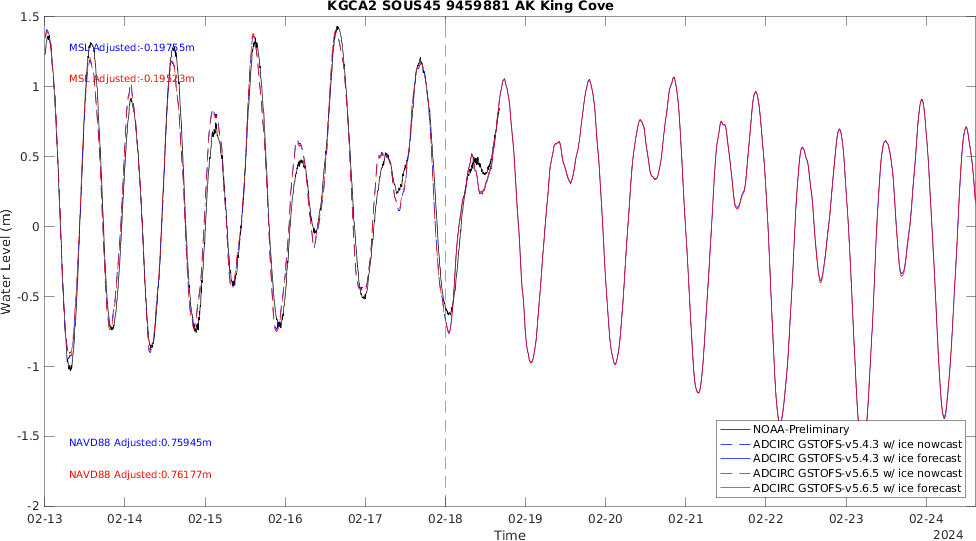 KGCA2 SOUS45 9459881 AK King Cove
1.5
1
0.5
0
-0.5
-1
-1.5
-2
Water Level (m)
MSL Adjusted:-0.19755m
MSL Adjusted:-0.19523m
NAVD88 Adjusted:0.75945m
NAVD88 Adjusted:0.76177m
NOAA-Preliminary
ADCIRC GSTOFS-v5.4.3 w/ ice nowcast
ADCIRC GSTOFS-v5.4.3 w/ ice forecast
ADCIRC GSTOFS-v5.6.5 w/ ice nowcast
ADCIRC GSTOFS-v5.6.5 w/ ice forecast
02-13 02-14 02-15 02-16 02-17 02-18 02-19 02-20 02-21 02-22 02-23 02-24
Time
2024